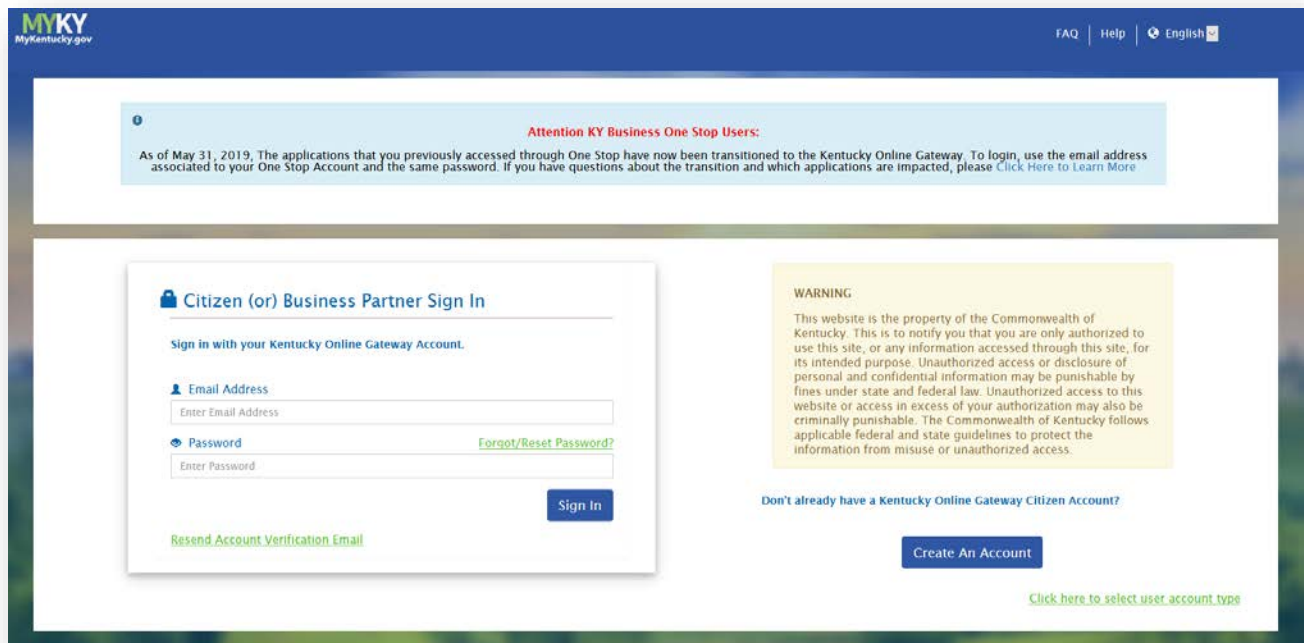 MYKY
MyKentucky.gov
FAQ
Help
English
Attention KY Business One Stop Users:
As of May 31, 2019, The applications that you previously accessed through One Stop have now been transitioned to the Kentucky Online Gateway. To login, use the email address
associated to your One Stop Account and the same password. If you have questions about the transition and which applications are impacted, please Click Here to Learn More
Citizen (or) Business Partner Sign In
Sign in with your Kentucky Online Gateway Account.
Email Address
Enter Email Address
Password
Forgot/Reset Password?
Enter Password
Sign In
Resend Account Verification Email
WARNING
This website is the property of the Commonwealth of
Kentucky. This is to notify you that you are only authorized to
use this site, or any information accessed through this site, for
its intended purpose. Unauthorized access or disclosure of
personal and confidential information may be punishable by
fines under state and federal law. Unauthorized access to this
website or access in excess of your authorization may also be
criminally punishable. The Commonwealth of Kentucky follows
applicable federal and state guidelines to protect the
information from misuse or unauthorized access.
Don't already have a Kentucky Online Gateway Citizen Account?
Create An Account
Click here to select user account type